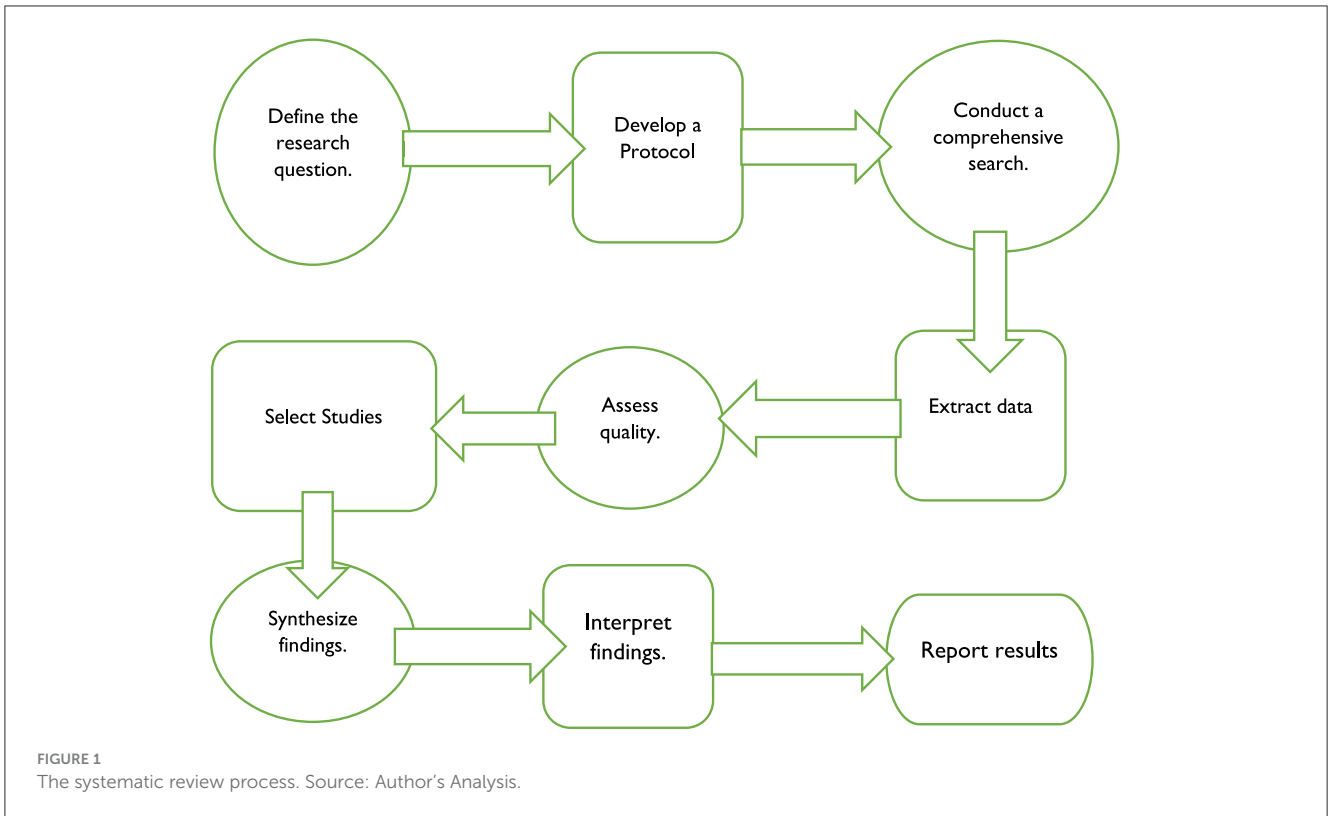 Define the
research
question.
Develop a
Protocol
Conduct a
comprehensive
search.
Select Studies
Assess
quality.
Extract data
Synthesize
findings.
Interpret
findings.
Report results
FIGURE 1
The systematic review process. Source: Author's Analysis.